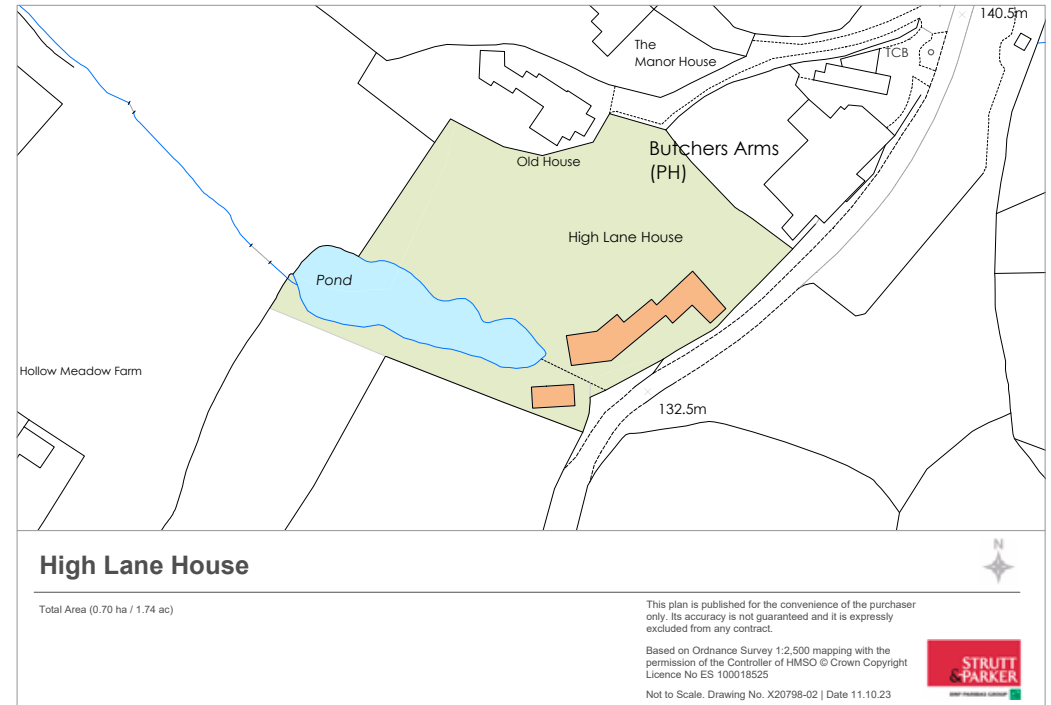 140.5m
The
Manor House
TCB
Butchers Arms
(PH)
Old House
High Lane House
Pond
Hollow Meadow Farm
132.5m
High Lane House
N
Total Area (0.70 ha / 1.74 ac)
This plan is published for the convenience of the purchaser
only. Its accuracy is not guaranteed and it is expressly
excluded from any contract.
Based on Ordnance Survey 1:2,500 mapping with the
permission of the Controller of HMSO © Crown Copyright
Licence No ES 100018525
Not to Scale. Drawing No. X20798-02 | Date 11.10.23
STRUTT
&PARKER
BNP PARIBAS GROUP